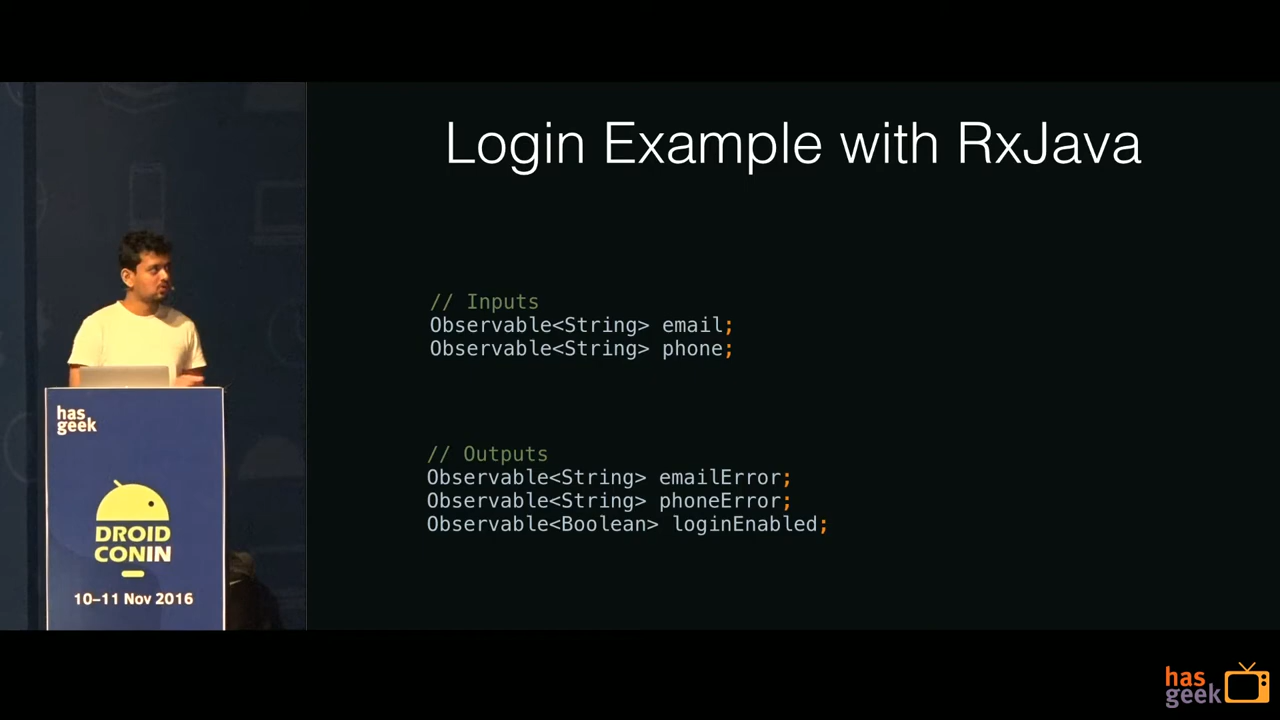 Login Example with RxJava
// Inputs
Observable<String> email;
Observable<String> phone;
// Outputs
Observable<String> emailError;
Observable<String> phoneError;
Observable<Boolean> loginEnabled;
has
geek
DROID
CONIN
10–11 Nov 2016
has
geek